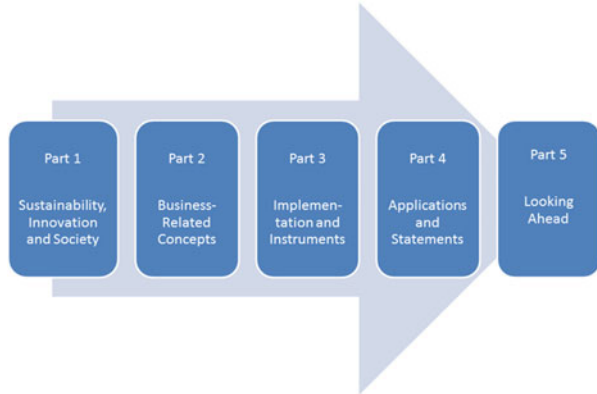 Part 1
Sustainability,
Innovation
and Society
Part 2
Business-
Related
Concepts
Part 3
Implemen-
tation and
Instruments
Part 4
Applications
and
Statements
Part 5
Looking
Ahead